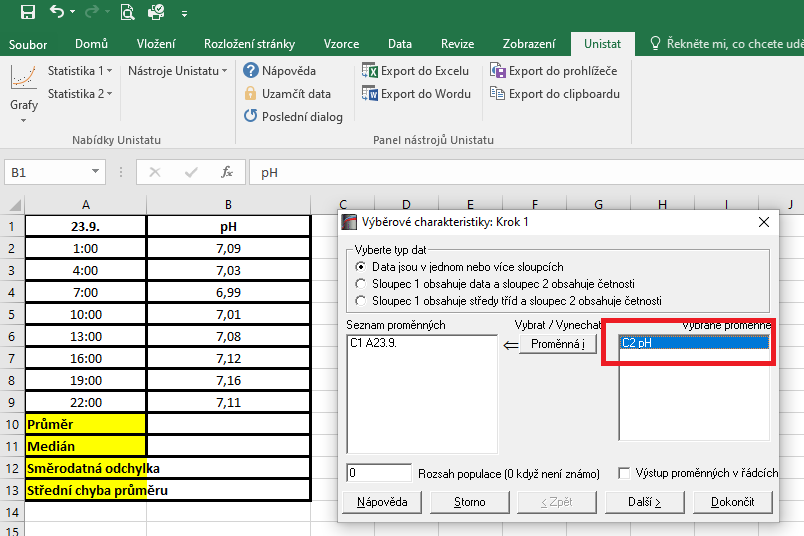 Soubor Domů Vložení Rozložení stránky Vzorce Data Revize Zobrazení Unistat Řekněte mi, co chcete udě
Statistika 1 Nástroje Unistatu Nápověda Export do Excelu Export do prohlížeče
Statistika 2 Uzamčít data Export do Wordu Export do clipboardu
Grafy Poslední dialog
Nabídky Unistatu Panel nástrojů Unistatu
B1 fx pH
A B C D E F G H I J
1 23.9. pH
2 1:00 7,09
3 4:00 7,03
4 7:00 6,99
5 10:00 7,01
6 13:00 7,08
7 16:00 7,12
8 19:00 7,16
9 22:00 7,11
10 Průměr
11 Medián
12 Směrodatná odchylka
13 Střední chyba průměru
14
15
Výběrové charakteristiky: Krok 1
Vyberte typ dat
Data jsou v jednom nebo více sloupcích
Sloupec 1 obsahuje data a sloupec 2 obsahuje četnosti
Sloupec 1 obsahuje středy tříd a sloupec 2 obsahuje četnosti
Seznam proměnných Vybrat / Vynechat Vybrané proměnné
C1 A23.9. Proměnná i C2 pH
0 Rozsah populace (0 když není známo) Výstup proměnných v řádcích
Nápověda Storno < Zpět Další > Dokončit